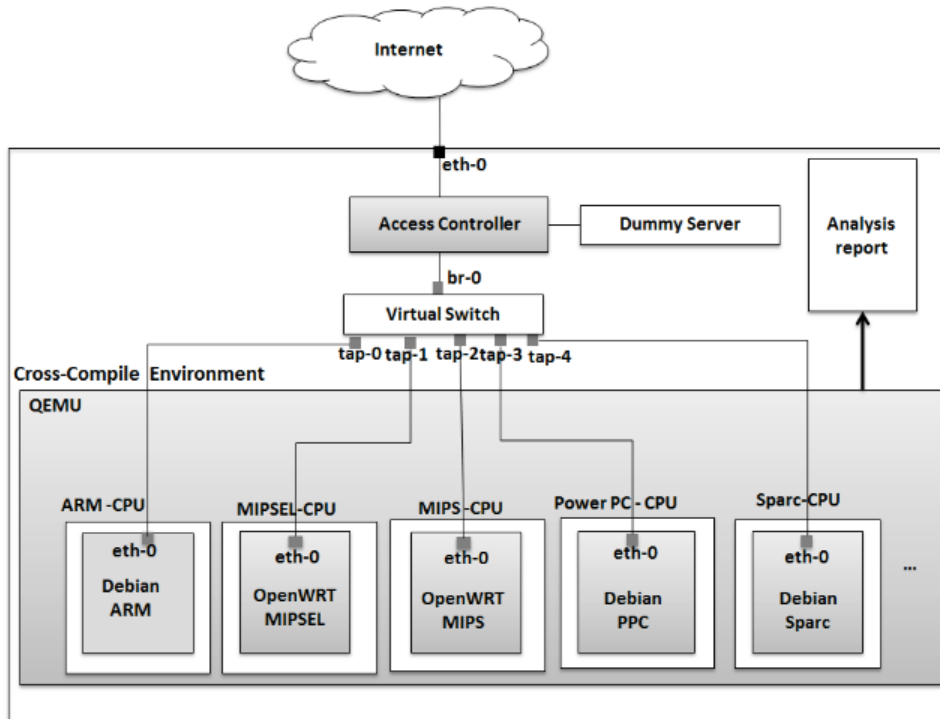 Internet
eth-0
Access Controller
Dummy Server
Analysis
report
br-0
Virtual Switch
tap-0
tap-1
tap-2
tap-3
tap-4
Cross-Compile Environment
QEMU
ARM -CPU
MIPSEL-CPU
MIPS -CPU
Power PC - CPU
Sparc-CPU
eth-0
Debian
ARM
eth-0
OpenWRT
MIPSEL
eth-0
OpenWRT
MIPS
eth-0
Debian
PPC
eth-0
Debian
Sparc
...